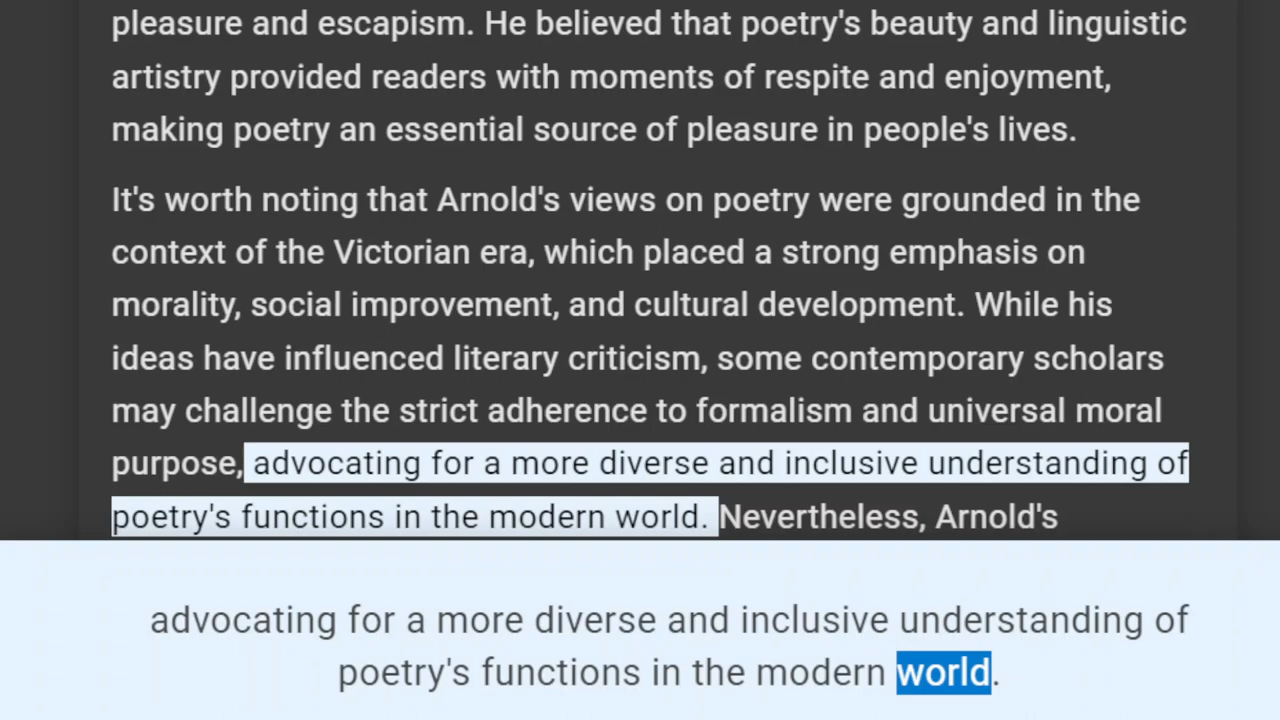 pleasure and escapism. He believed that poetry's beauty and linguistic
artistry provided readers with moments of respite and enjoyment,
making poetry an essential source of pleasure in people's lives.
It's worth noting that Arnold's views on poetry were grounded in the
context of the Victorian era, which placed a strong emphasis on
morality, social improvement, and cultural development. While his
ideas have influenced literary criticism, some contemporary scholars
may challenge the strict adherence to formalism and universal moral
purpose, advocating for a more diverse and inclusive understanding of
poetry's functions in the modern world. Nevertheless, Arnold's
advocating for a more diverse and inclusive understanding of
poetry's functions in the modern world.